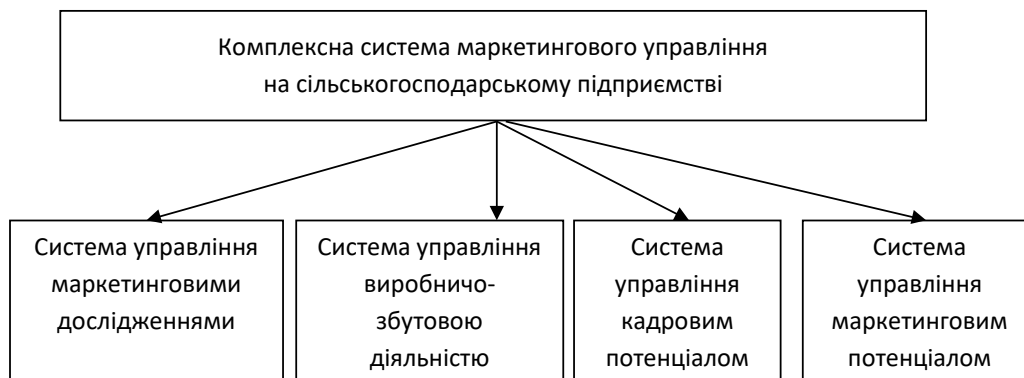 Комплексна система маркетингового управління
на сільськогосподарському підприємстві
Система управління
маркетинговими
дослідженнями
Система управління
виробничо-
збутовою
діяльністю
Система
управління
кадровим
потенціалом
Система
управління
маркетинговим
потенціалом